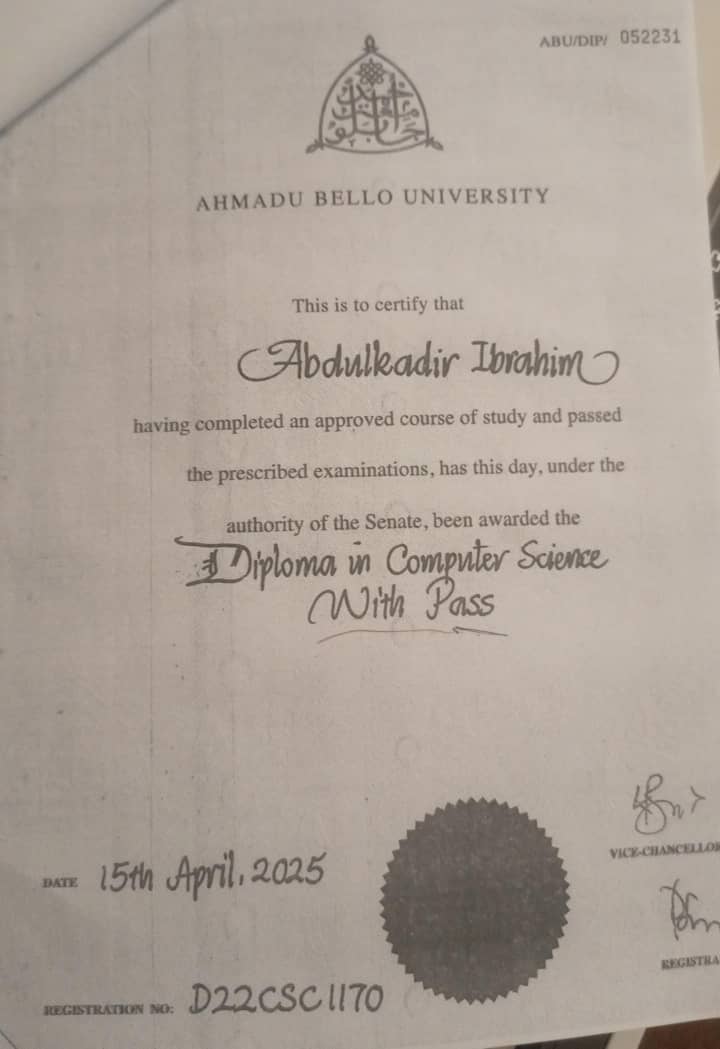 ABU/DIP/ 052231
AHMADU BELLO UNIVERSITY
This is to certify that
Abdulkadir Ibrahim
having completed an approved course of study and passed
the prescribed examinations, has this day, under the
authority of the Senate, been awarded the
Diploma in Computer Science
With Pass
VICE-CHANCELLOR
DATE 15th April, 2025
REGISTRA
REGISTRATION NO: D22CSC1170